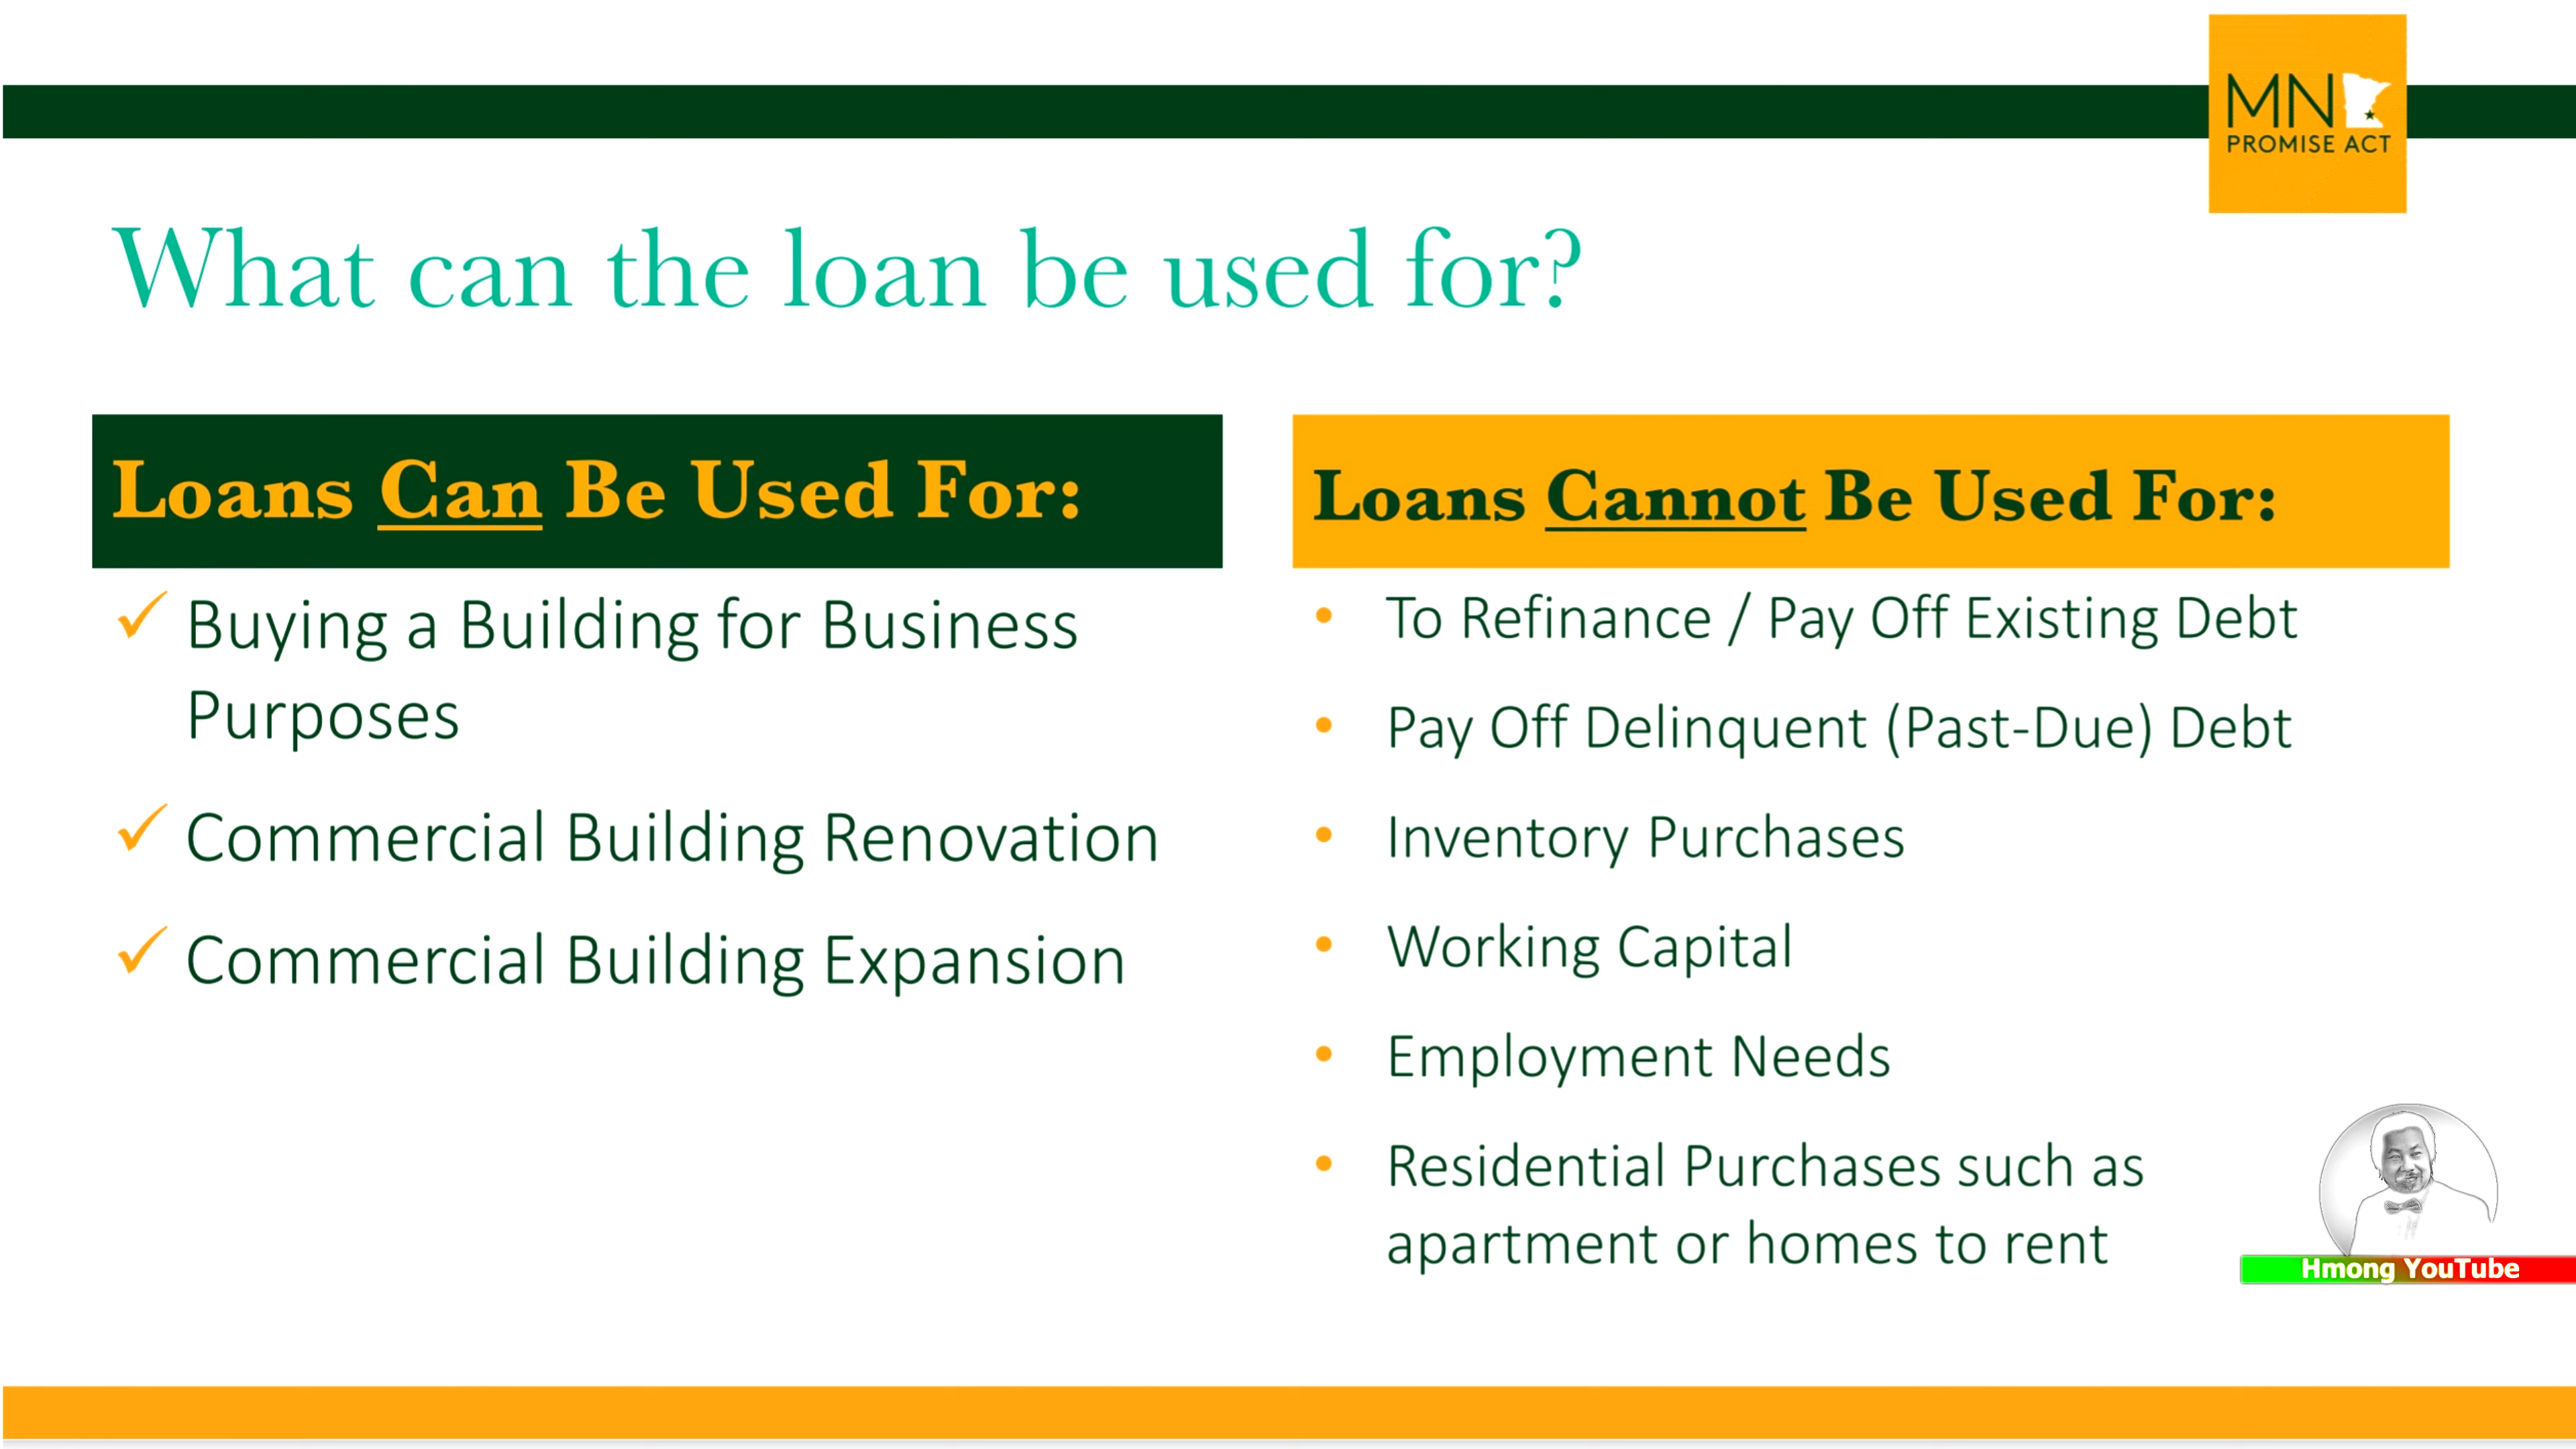 MN
PROMISE ACT
What can the loan be used for?
Loans Can Be Used For:
Buying a Building for Business
Purposes
Commercial Building Renovation
Commercial Building Expansion
Loans Cannot Be Used For:
To Refinance / Pay Off Existing Debt
Pay Off Delinquent (Past-Due) Debt
Inventory Purchases
Working Capital
Employment Needs
Residential Purchases such as
apartment or homes to rent
Hmong YouTube